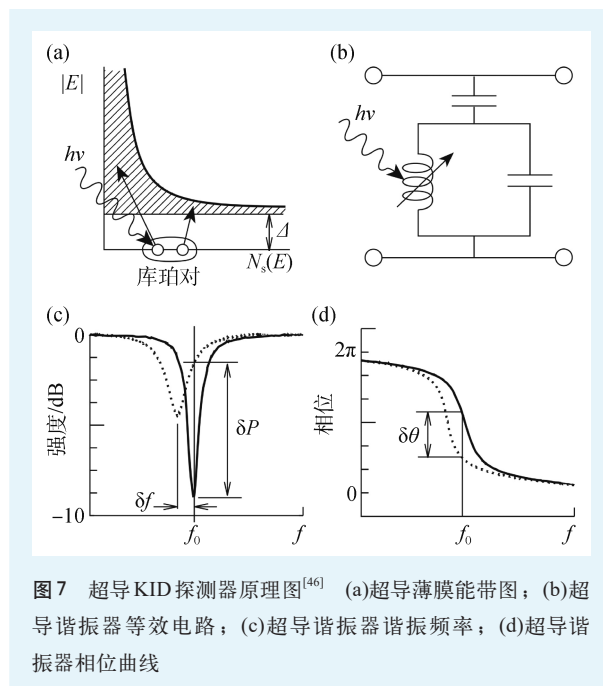 (a)
|E|
hν
Δ
N_s(E)
库珀对
(b)
hν
(c)
0
强度/dB
−10
δP
δf
f_0
f
(d)
2π
相位
0
δθ
f_0
f
图7 超导KID探测器原理图[46] (a)超导薄膜能带图；(b)超
导谐振器等效电路；(c)超导谐振器谐振频率；(d)超导谐
振器相位曲线